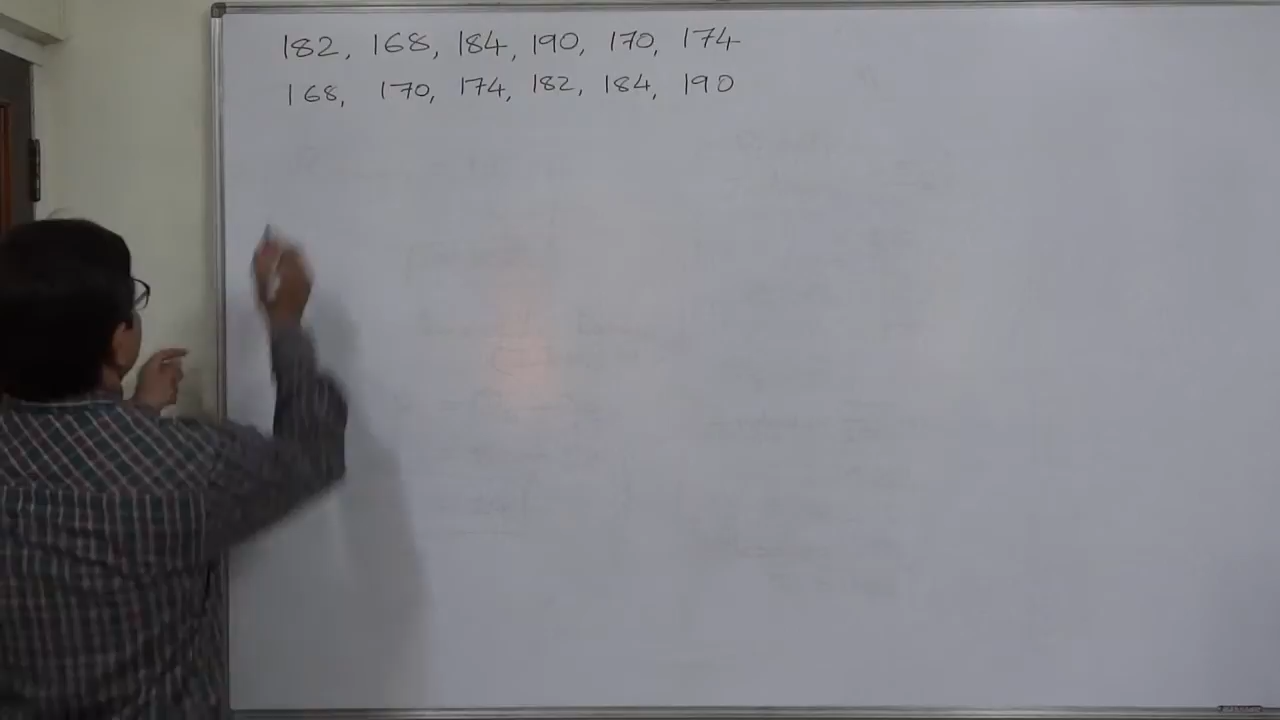 182, 168, 184, 190, 170, 174
168, 170, 174, 182, 184, 190